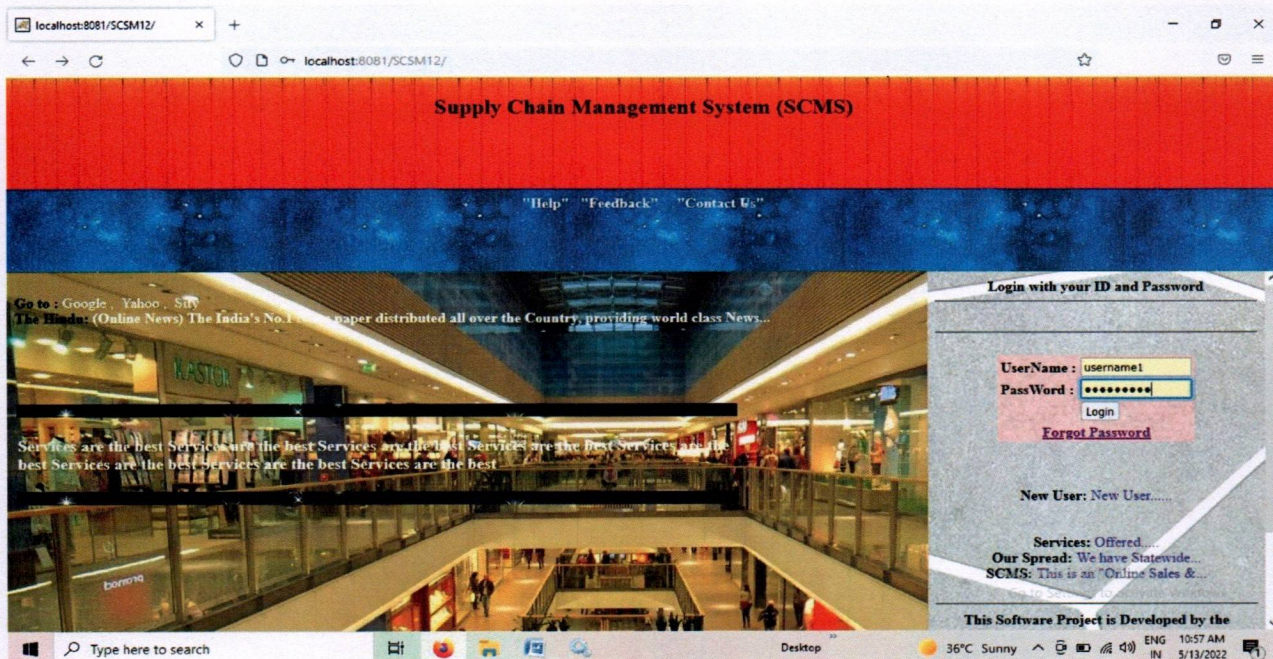 localhost:8081/SCSM12/
localhost:8081/SCSM12/
Supply Chain Management System (SCMS)
"Help" "Feedback" "Contact Us"
Go to : Google , Yahoo , Sify
The Hindu: (Online News) The India's No.1 paper distributed all over the Country, providing world class News...
KASTOR
Services are the best Services are the best Services are the best Services are the best Services are the
best Services are the best Services are the best Services are the best
Login with your ID and Password
UserName : username1
PassWord : •••••••••
Login
Forgot Password
New User: New User......
Services: Offered.....
Our Spread: We have Statewide...
SCMS: This is an "Online Sales &...
Go to Settings to Windows
This Software Project is Developed by the
Type here to search
Desktop
36°C Sunny
ENG 10:57 AM
IN 5/13/2022
1